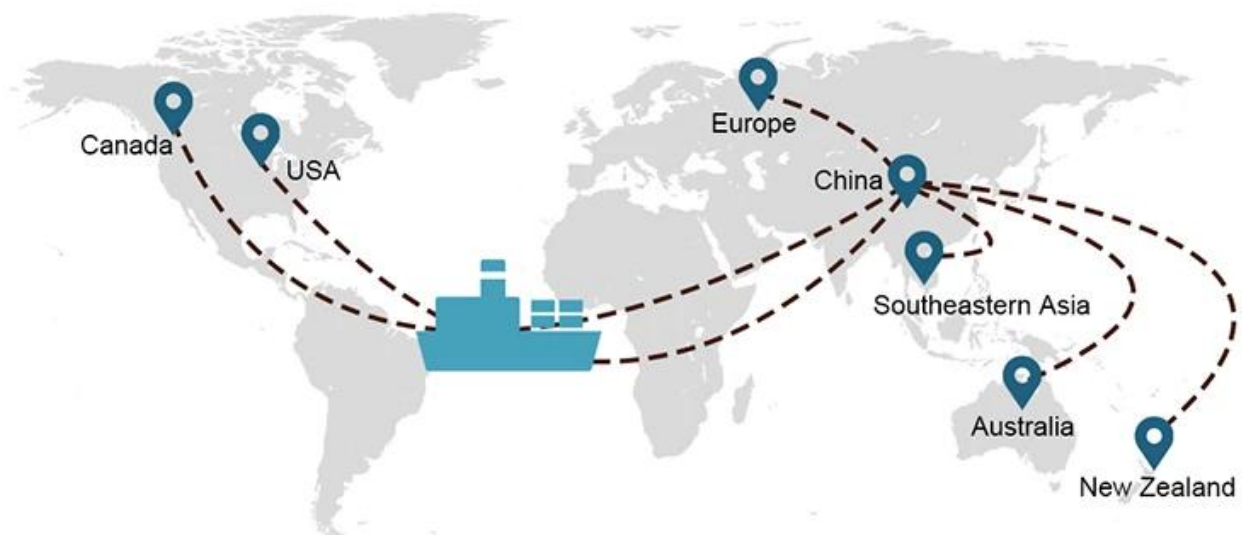 Canada
USA
Europe
China
Southeastern Asia
Australia
New Zealand